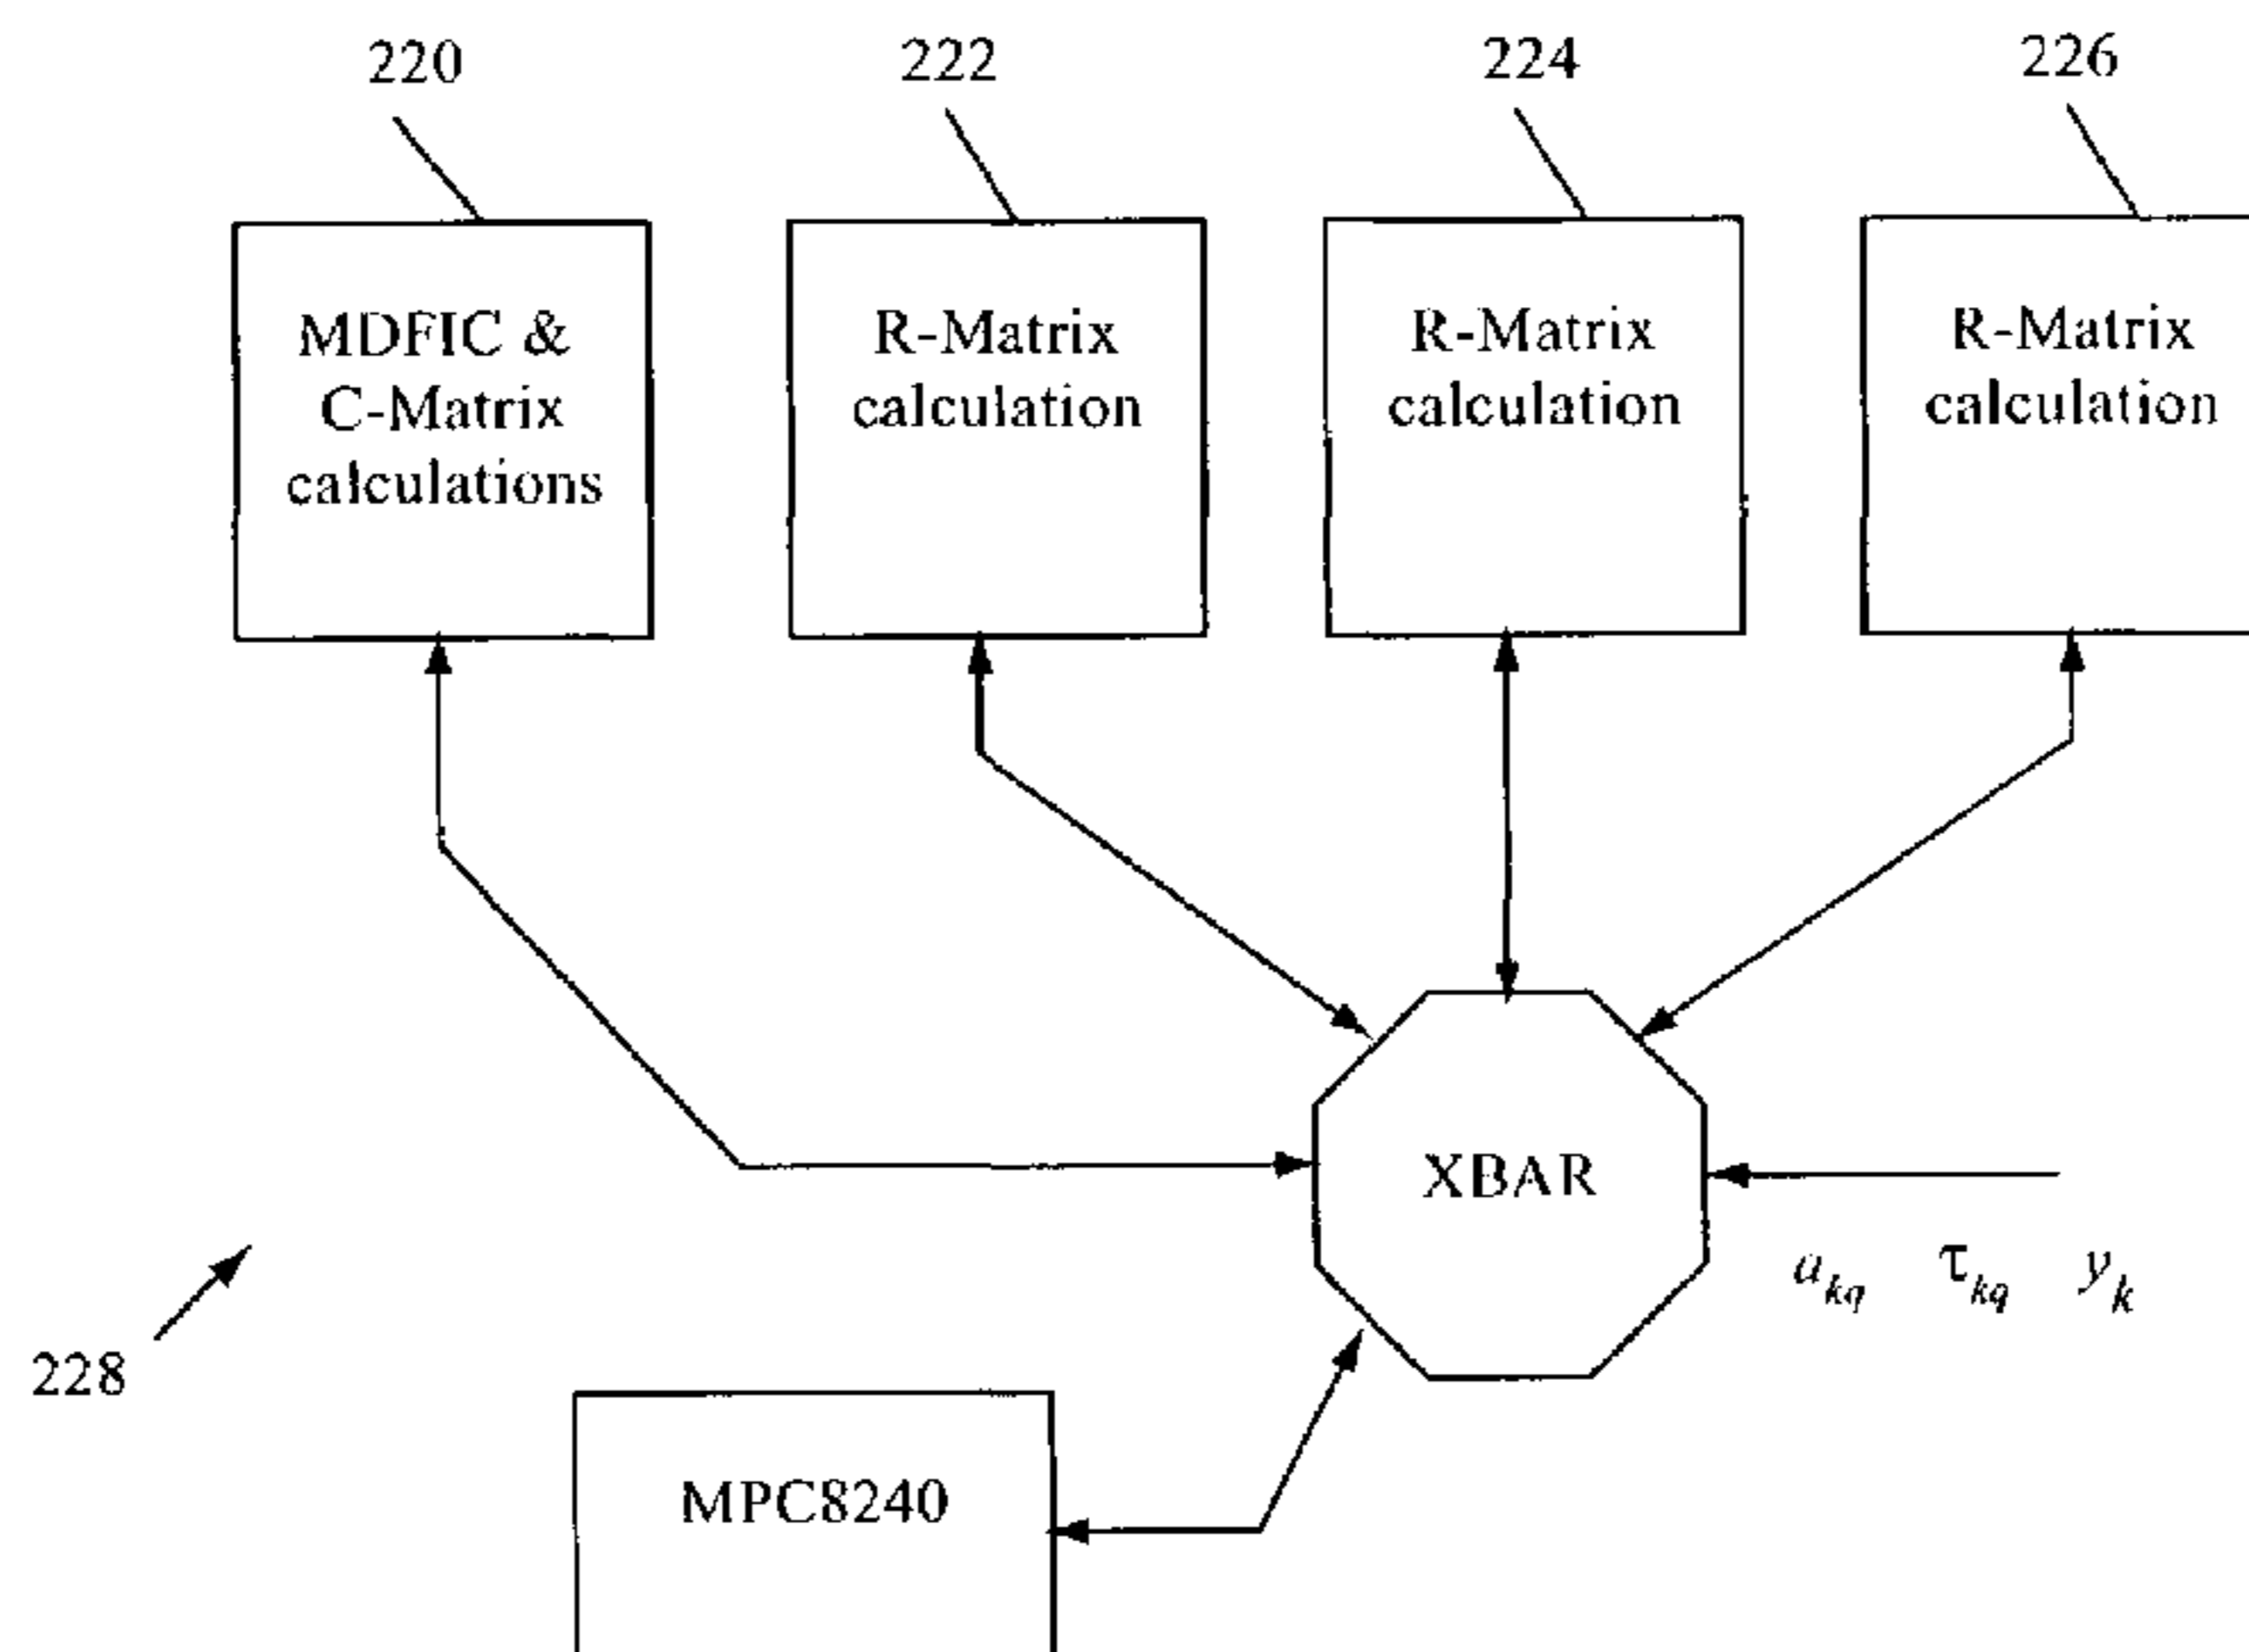 220
222
224
226
MDFIC &
C-Matrix
calculations
R-Matrix
calculation
R-Matrix
calculation
R-Matrix
calculation
XBAR
a_kq τ_kq y_k
228
MPC8240